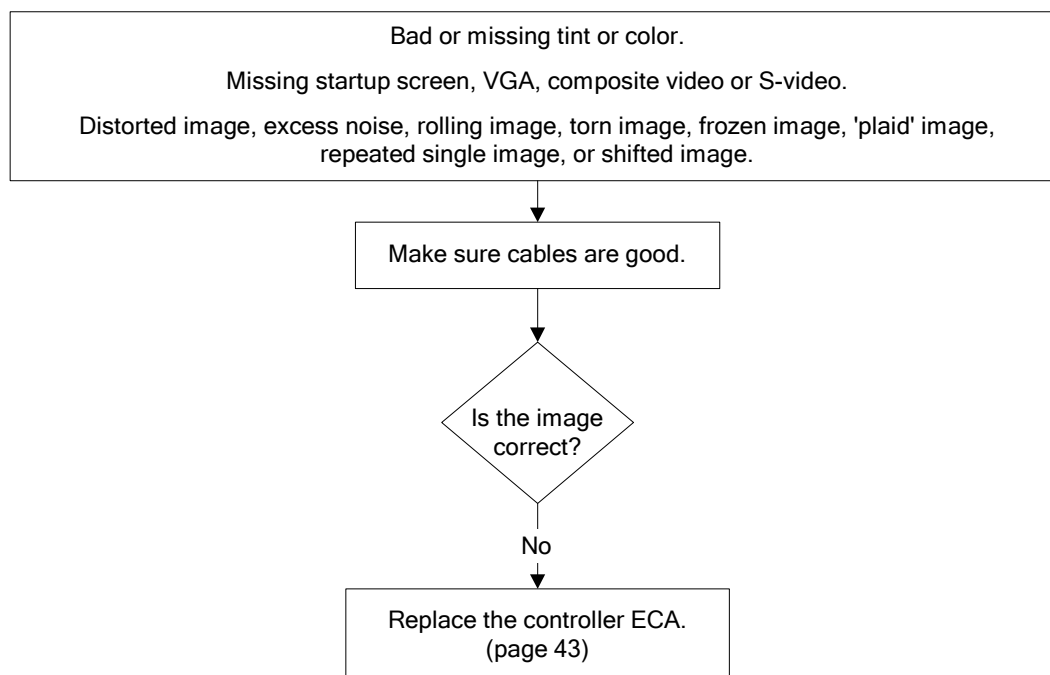 Bad or missing tint or color.
Missing startup screen, VGA, composite video or S-video.
Distorted image, excess noise, rolling image, torn image, frozen image, 'plaid' image,
repeated single image, or shifted image.
Make sure cables are good.
Is the image
correct?
No
Replace the controller ECA.
(page 43)